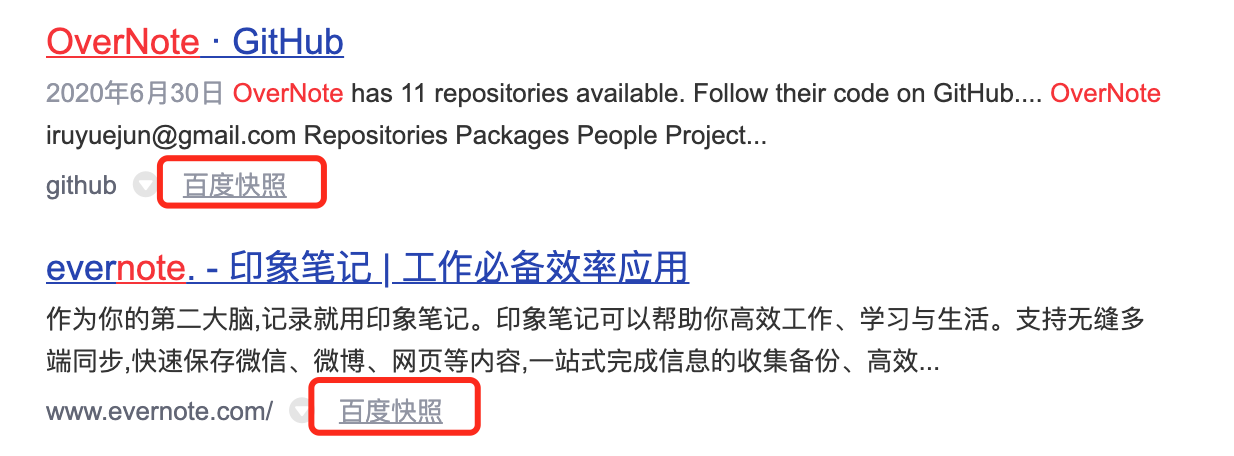 OverNote · GitHub
2020年6月30日 OverNote has 11 repositories available. Follow their code on GitHub.... OverNote
iruyuejun@gmail.com Repositories Packages People Project...
github 百度快照
evernote. - 印象笔记 | 工作必备效率应用
作为你的第二大脑,记录就用印象笔记。印象笔记可以帮助你高效工作、学习与生活。支持无缝多
端同步,快速保存微信、微博、网页等内容,一站式完成信息的收集备份、高效...
www.evernote.com/ 百度快照